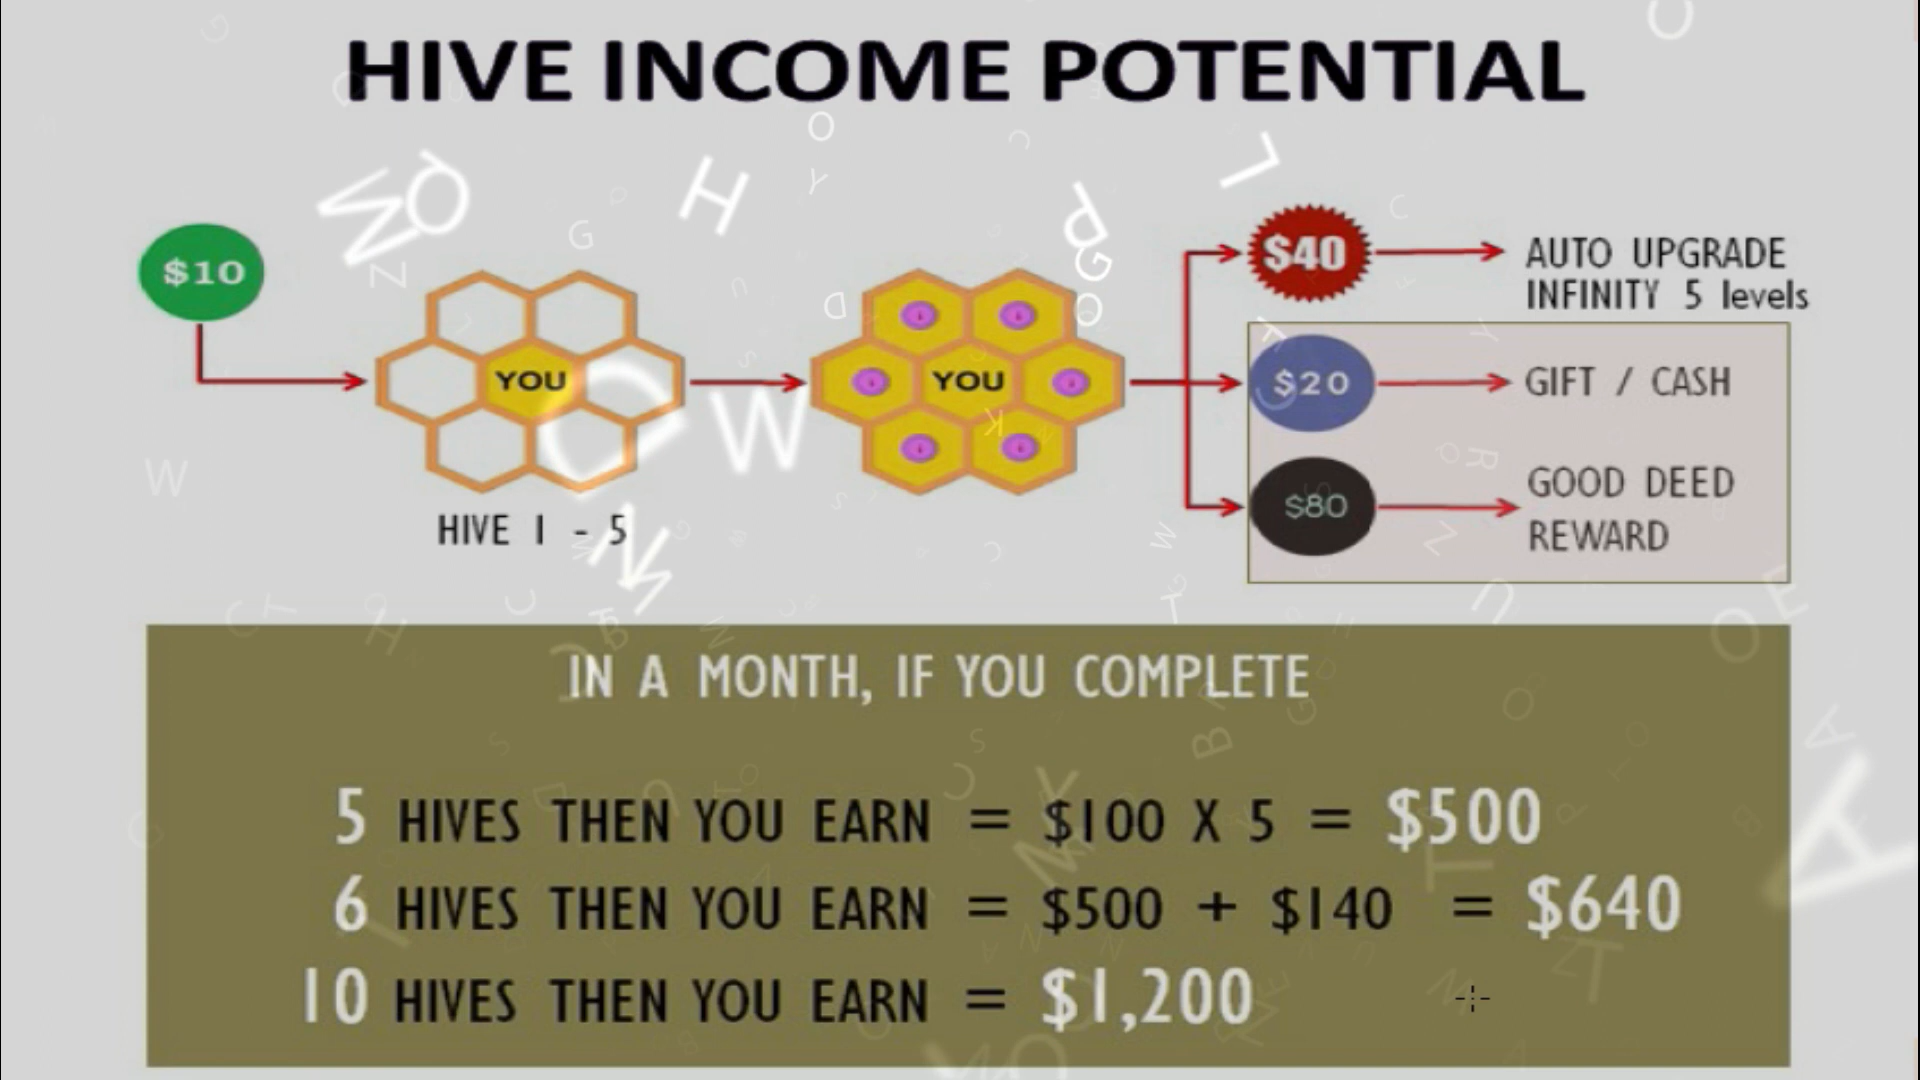 HIVE INCOME POTENTIAL
$10
YOU
HIVE 1 - 5
YOU
$40
AUTO UPGRADE
INFINITY 5 levels
$20
GIFT / CASH
$80
GOOD DEED
REWARD
IN A MONTH, IF YOU COMPLETE
5 HIVES THEN YOU EARN = $100 X 5 = $500
6 HIVES THEN YOU EARN = $500 + $140 = $640
10 HIVES THEN YOU EARN = $1,200